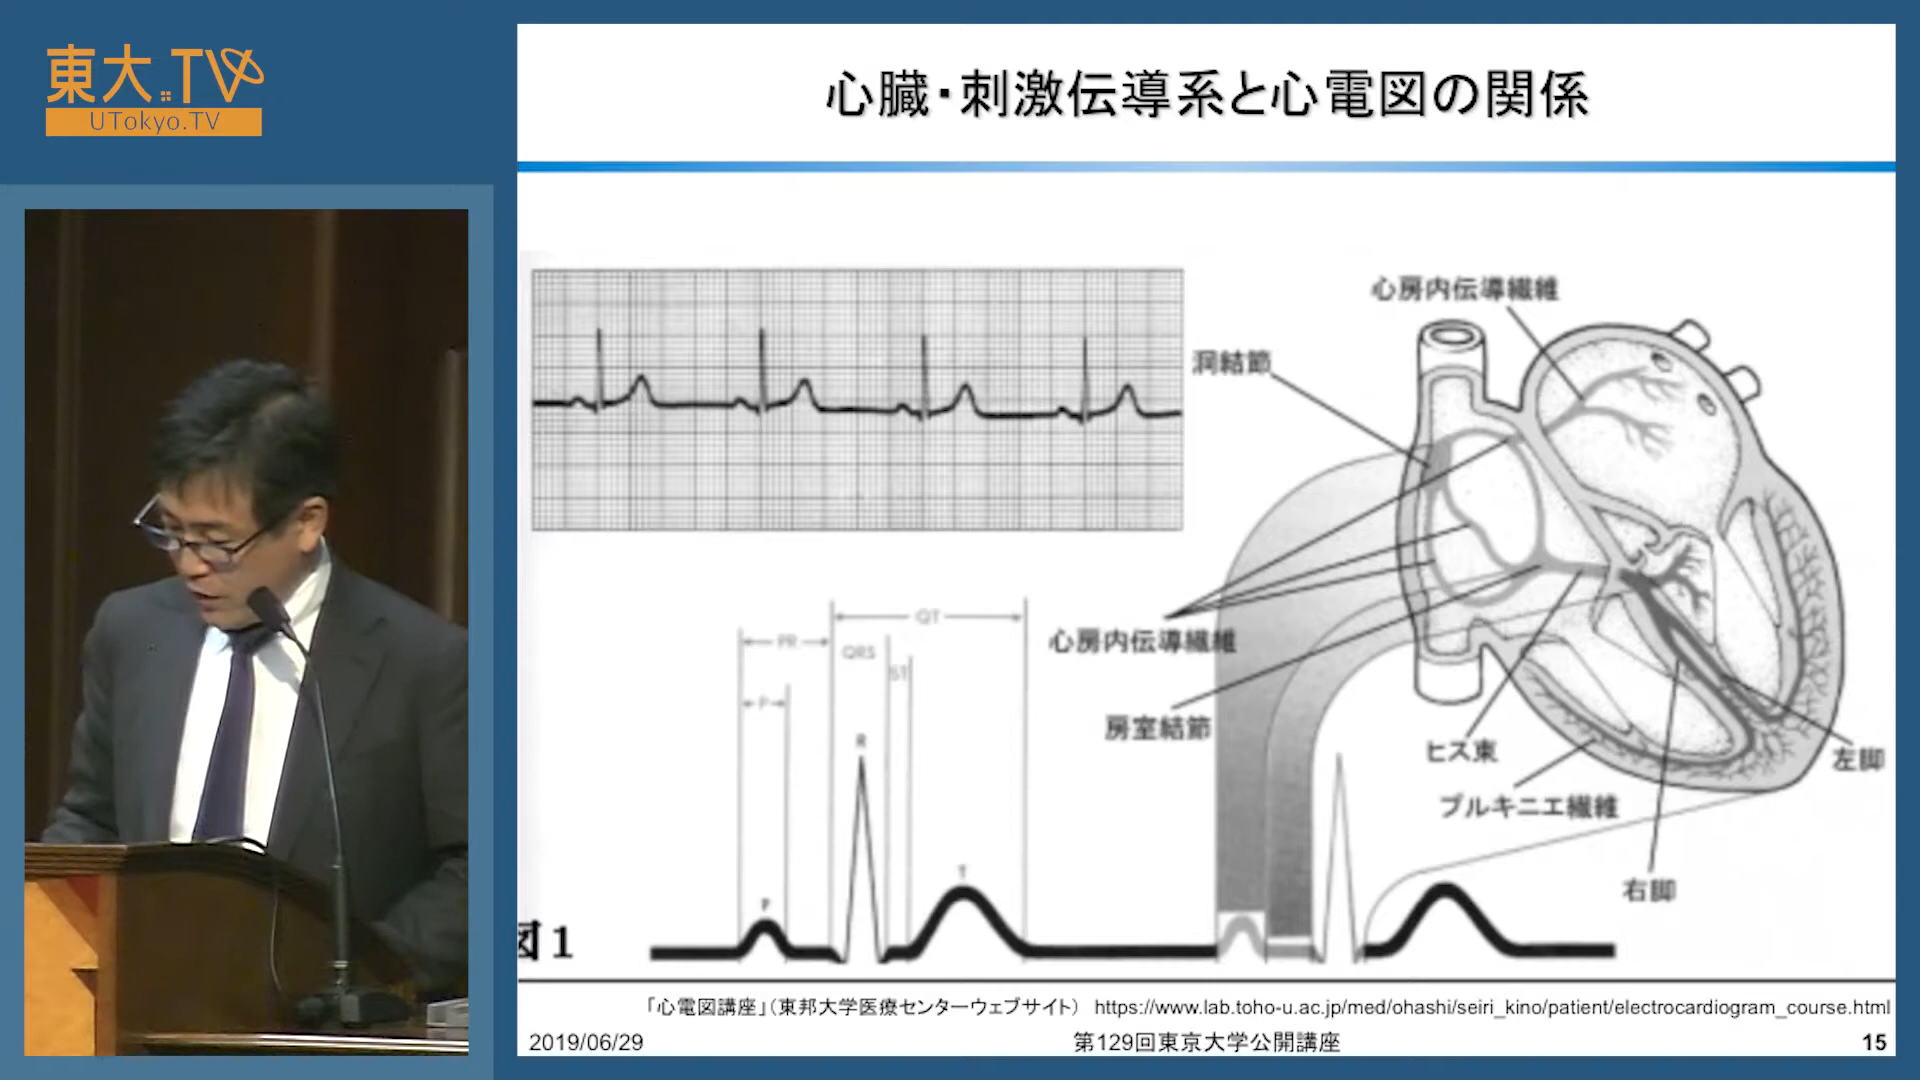 東大.TV
UTokyo.TV
心臓・刺激伝導系と心電図の関係
心房内伝導繊維
洞結節
心房内伝導繊維
房室結節
ヒス束
プルキニエ繊維
左脚
右脚
QT
PR
QRS
ST
P
R
P
T
図1
「心電図講座」（東邦大学医療センターウェブサイト） https://www.lab.toho-u.ac.jp/med/ohashi/seiri_kino/patient/electrocardiogram_course.html
2019/06/29
第129回東京大学公開講座
15